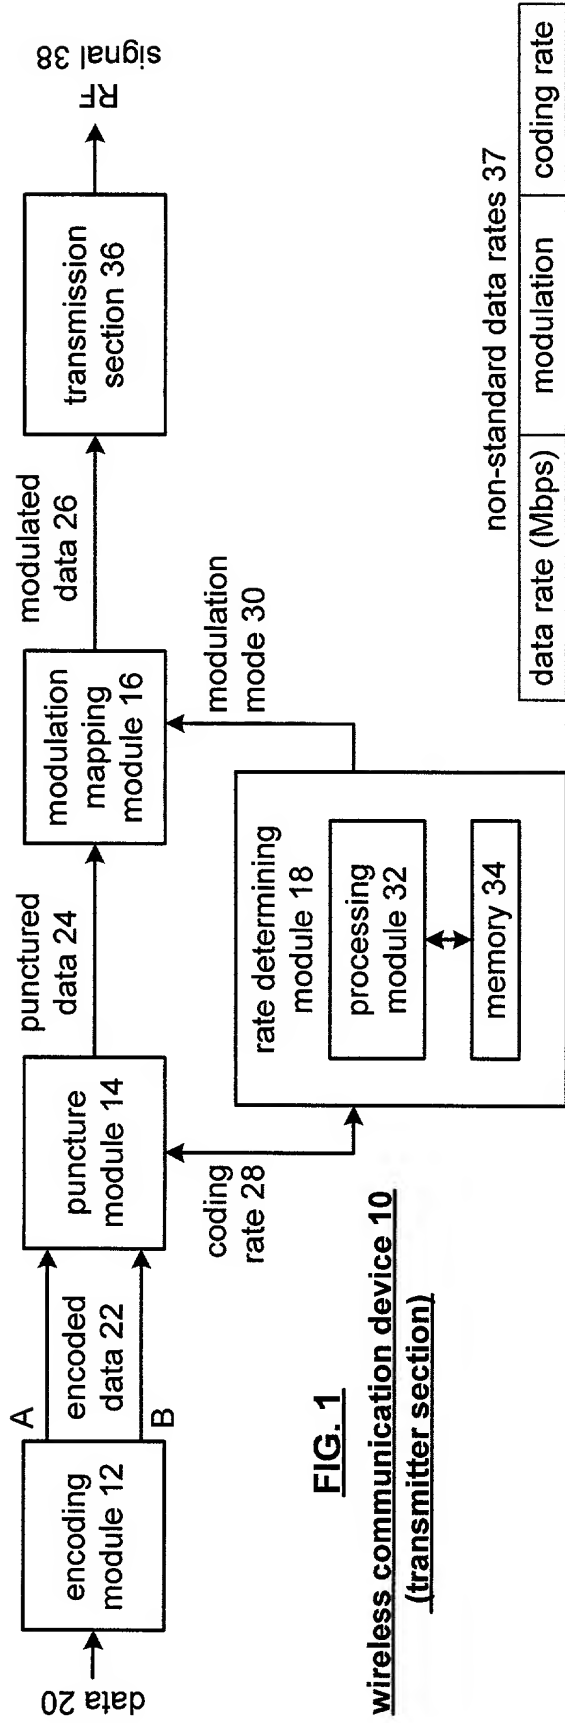 data 20
encoding
module 12
A
encoded
data 22
B
puncture
module 14
punctured
data 24
modulation
mapping
module 16
modulated
data 26
transmission
section 36
RF
signal 38
coding
rate 28
rate determining
module 18
processing
module 32
memory 34
modulation
mode 30
FIG. 1
wireless communication device 10
(transmitter section)
non-standard data rates 37
data rate (Mbps) modulation coding rate